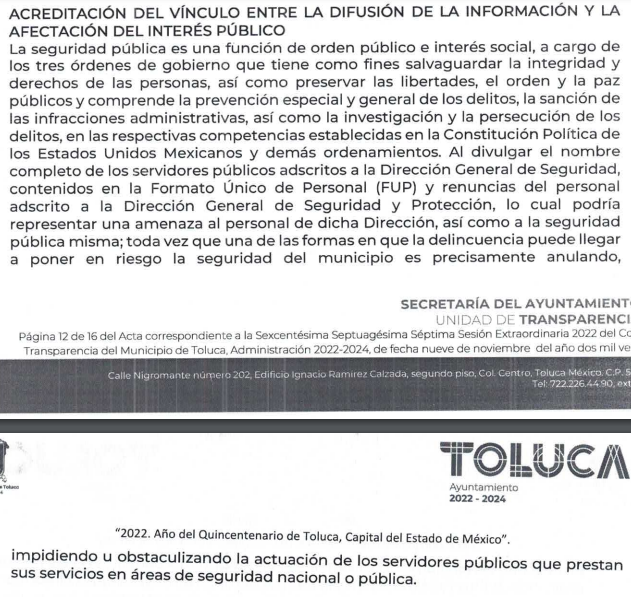 ACREDITACIÓN DEL VÍNCULO ENTRE LA DIFUSIÓN DE LA INFORMACIÓN Y LA
AFECTACIÓN DEL INTERÉS PÚBLICO
La seguridad pública es una función de orden público e interés social, a cargo de
los tres órdenes de gobierno que tiene como fines salvaguardar la integridad y
derechos de las personas, así como preservar las libertades, el orden y la paz
públicos y comprende la prevención especial y general de los delitos, la sanción de
las infracciones administrativas, así como la investigación y la persecución de los
delitos, en las respectivas competencias establecidas en la Constitución Política de
los Estados Unidos Mexicanos y demás ordenamientos. Al divulgar el nombre
completo de los servidores públicos adscritos a la Dirección General de Seguridad,
contenidos en la Formato Único de Personal (FUP) y renuncias del personal
adscrito a la Dirección General de Seguridad y Protección, lo cual podría
representar una amenaza al personal de dicha Dirección, así como a la seguridad
pública misma; toda vez que una de las formas en que la delincuencia puede llegar
a poner en riesgo la seguridad del municipio es precisamente anulando,
SECRETARÍA DEL AYUNTAMIENT
UNIDAD DE TRANSPARENCI
Página 12 de 16 del Acta correspondiente a la Sexcentésima Septuagésima Séptima Sesión Extraordinaria 2022 del Co
Transparencia del Municipio de Toluca, Administración 2022-2024, de fecha nueve de noviembre del año dos mil ve
Calle Nigromante número 202, Edificio Ignacio Ramírez Calzada, segundo piso, Col. Centro, Toluca México. C.P. 5
Tel: 722.226.44.90, ext
TOLUCA
Ayuntamiento
2022 - 2024
"2022. Año del Quincentenario de Toluca, Capital del Estado de México".
impidiendo u obstaculizando la actuación de los servidores públicos que prestan
sus servicios en áreas de seguridad nacional o pública.